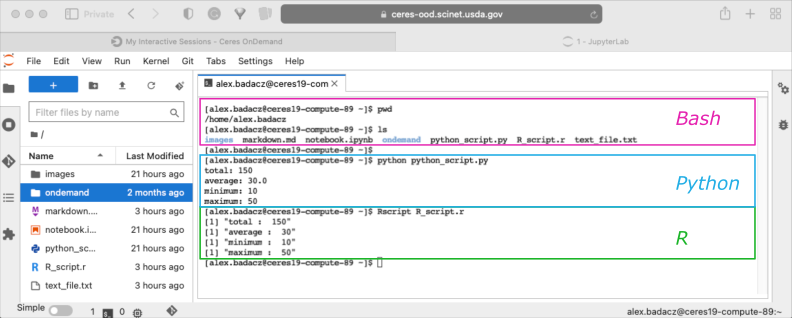 Private
ceres-ood.scinet.usda.gov
My Interactive Sessions - Ceres OnDemand
1 - JupyterLab
File Edit View Run Kernel Git Tabs Settings Help
alex.badacz@ceres19-com
Filter files by name
/
Name Last Modified
images 21 hours ago
ondemand 2 months ago
markdown.... 3 hours ago
notebook.i... 21 hours ago
python_sc... 21 hours ago
R_script.r 3 hours ago
text_file.txt 3 hours ago
[alex.badacz@ceres19-compute-89 ~]$ pwd
/home/alex.badacz
[alex.badacz@ceres19-compute-89 ~]$ ls
images markdown.md notebook.ipynb ondemand python_script.py R_script.r text_file.txt
[alex.badacz@ceres19-compute-89 ~]$
Bash
[alex.badacz@ceres19-compute-89 ~]$ python python_script.py
total: 150
average: 30.0
minimum: 10
maximum: 50
Python
[alex.badacz@ceres19-compute-89 ~]$ Rscript R_script.r
[1] "total : 150"
[1] "average : 30"
[1] "minimum : 10"
[1] "maximum : 50"
[alex.badacz@ceres19-compute-89 ~]$
R
Simple 1 0
alex.badacz@ceres19-compute-89:~